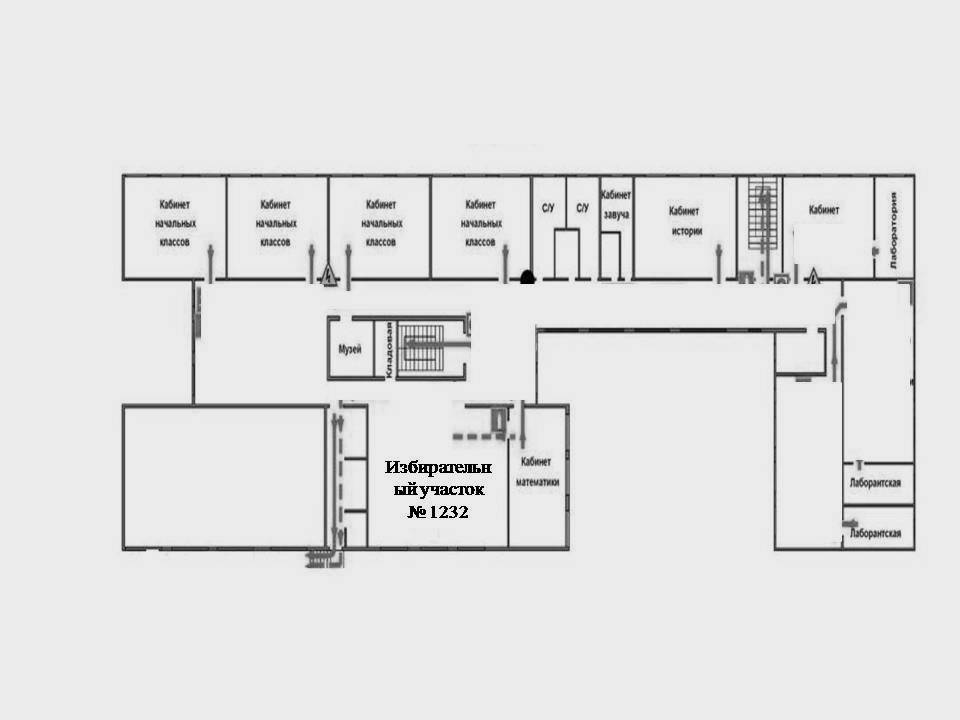 Кабинет
начальных
классов
Кабинет
начальных
классов
Кабинет
начальных
классов
Кабинет
начальных
классов
С/У
С/У
Кабинет
завуча
Кабинет
истории
Кабинет
Лаборатория
Музей
Кладовая
Избирательн
ый участок
№ 1232
Кабинет
математики
Лаборантская
Лаборантская